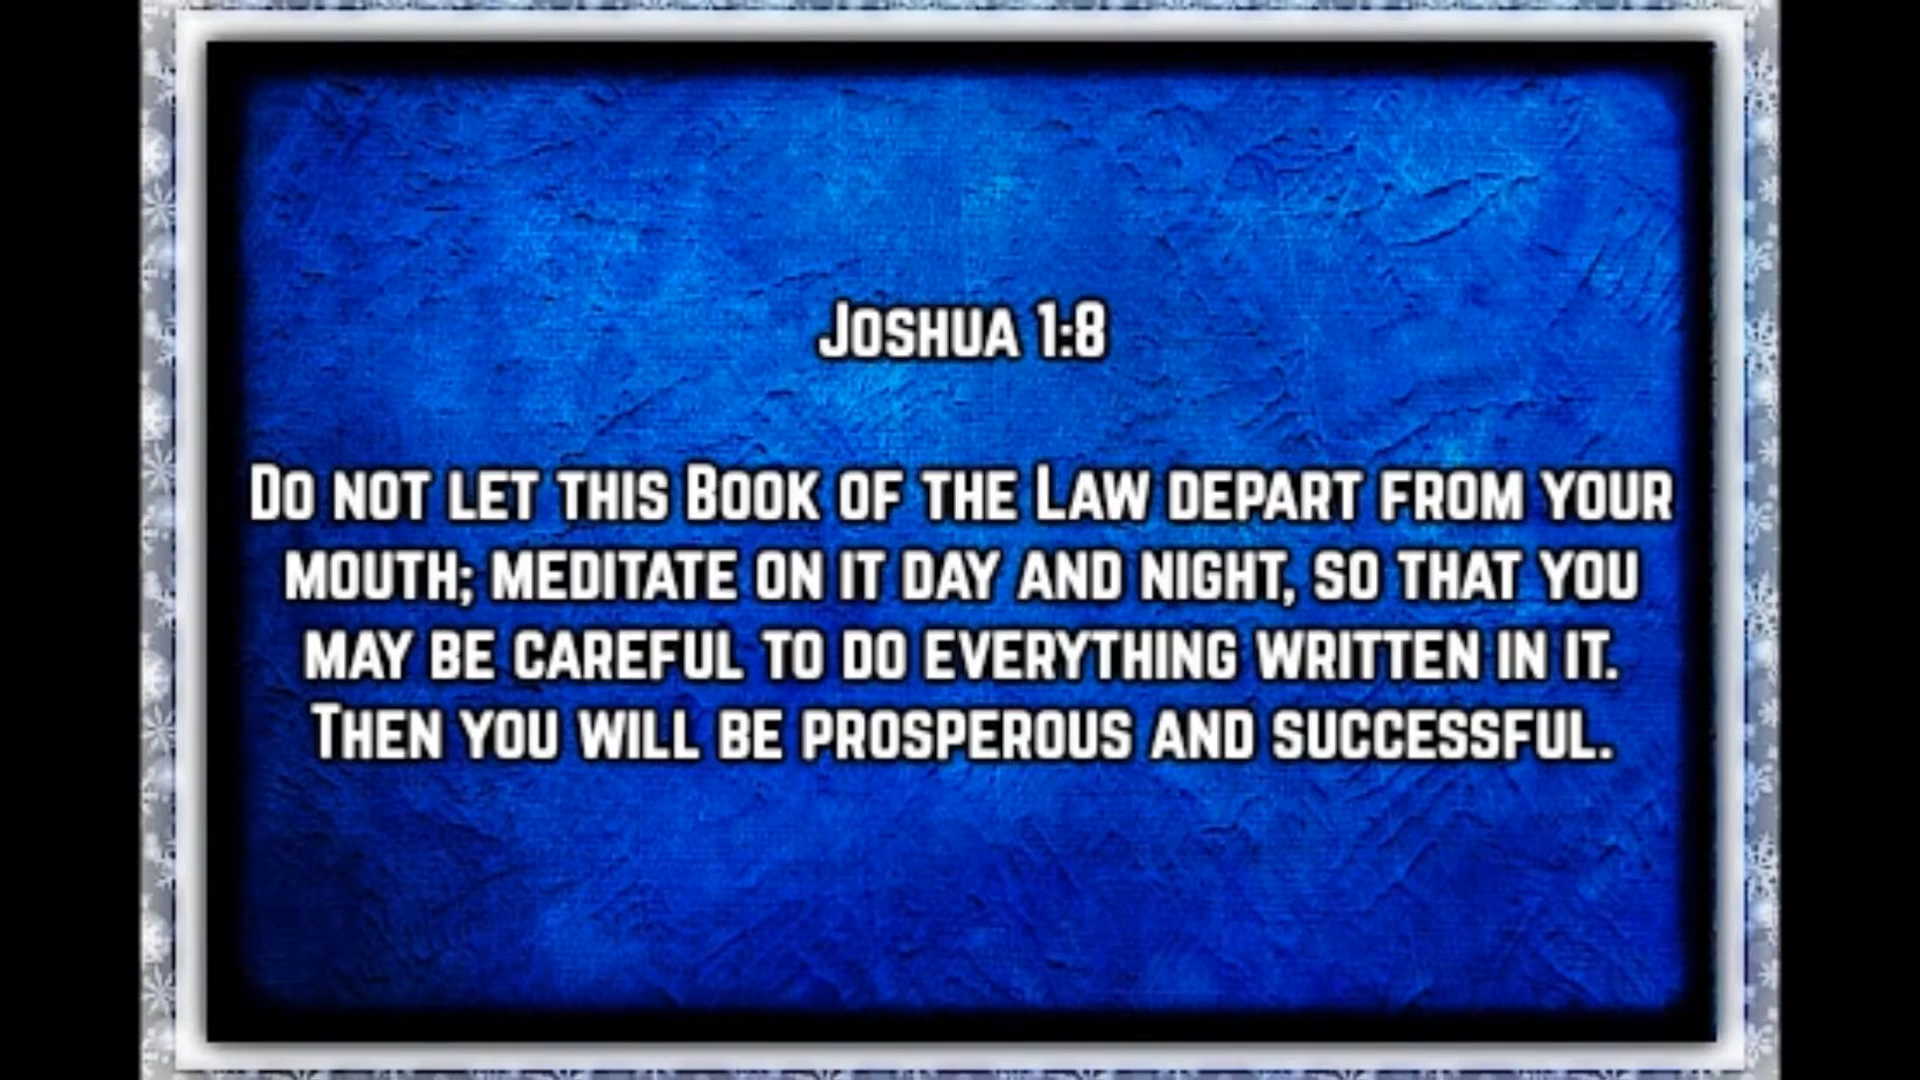 Joshua 1:8
Do not let this Book of the Law depart from your
mouth; meditate on it day and night, so that you
may be careful to do everything written in it.
Then you will be prosperous and successful.